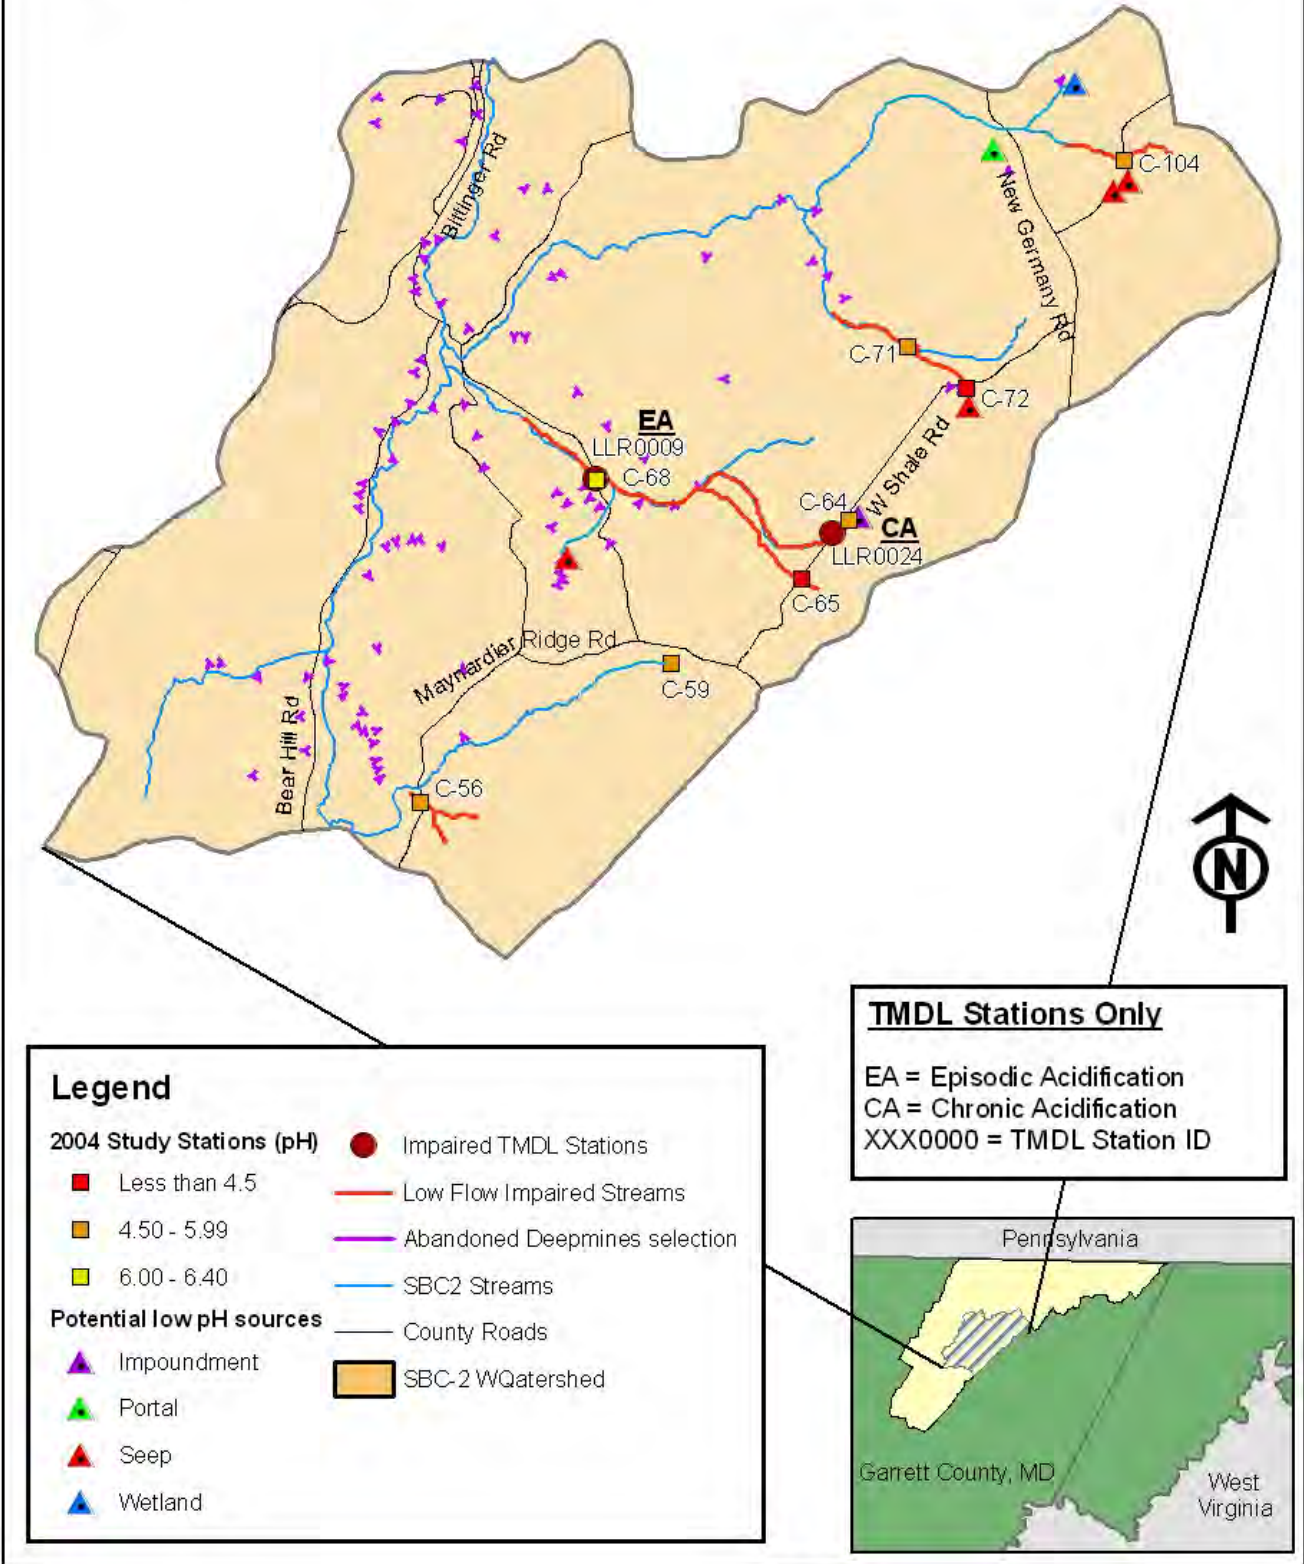 Bittinger Rd
C-104
New Germany Rd
C-71
C-72
EA
LLR0009
C-68
W Shale Rd
C-64
CA
LLR0024
C-65
Maynardier Ridge Rd
C-59
Bear Hill Rd
C-56
N
TMDL Stations Only
EA = Episodic Acidification
CA = Chronic Acidification
XXX0000 = TMDL Station ID
Legend
2004 Study Stations (pH)
Less than 4.5
4.50 - 5.99
6.00 - 6.40
Potential low pH sources
Impoundment
Portal
Seep
Wetland
Impaired TMDL Stations
Low Flow Impaired Streams
Abandoned Deepmines selection
SBC2 Streams
County Roads
SBC-2 WQatershed
Pennsylvania
Garrett County, MD
West
Virginia